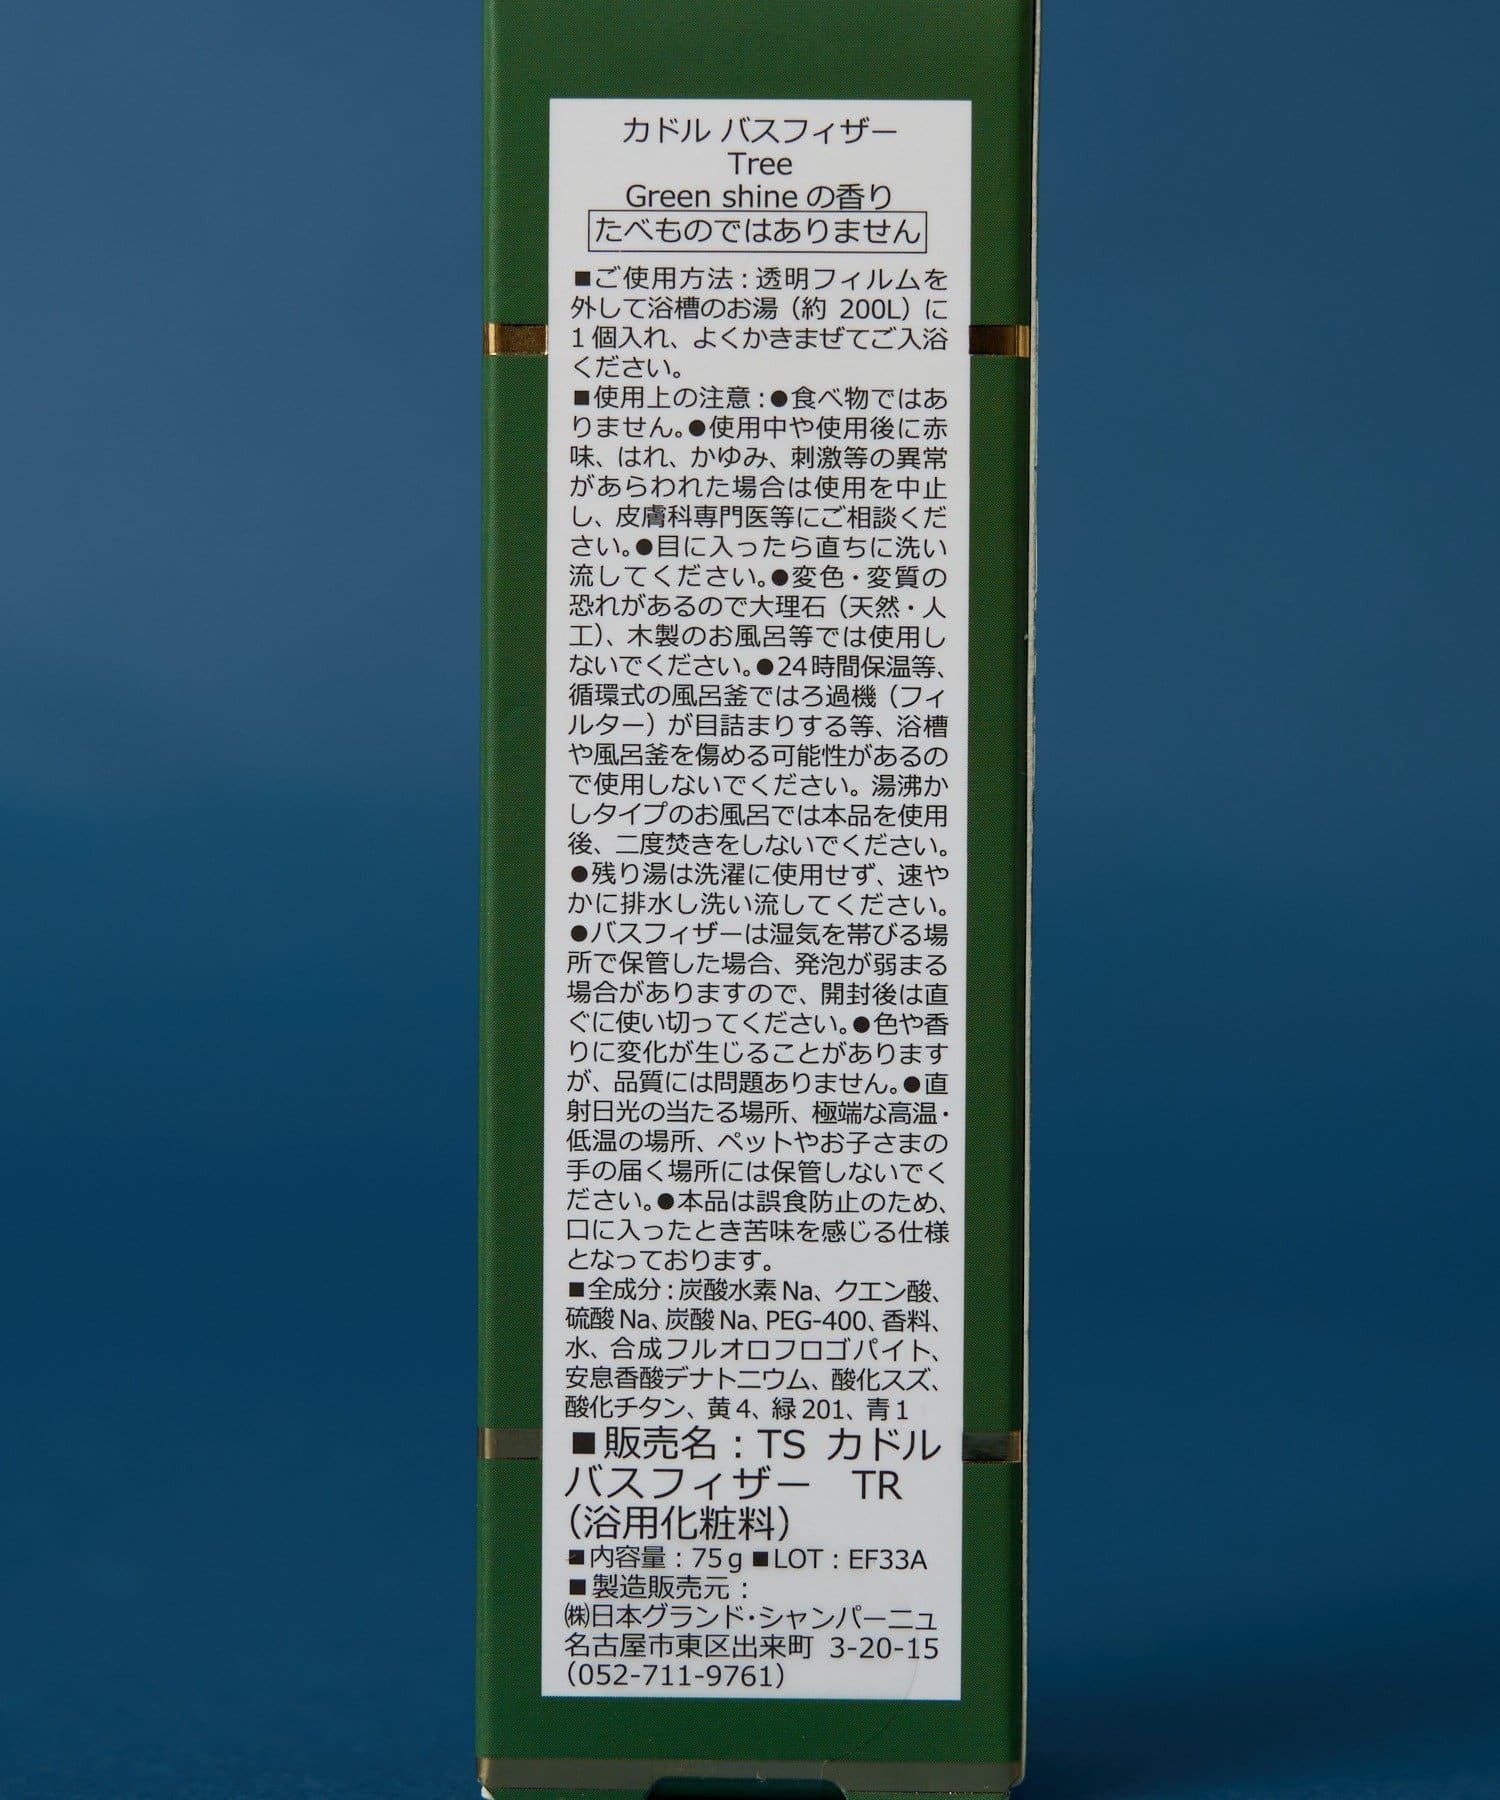 カドル バスフィザー
Tree
Green shineの香り
たべものではありません
■ご使用方法：透明フィルムを
外して浴槽のお湯（約 200L）に
1個入れ、よくかきまぜてご入浴
ください。
■使用上の注意：●食べ物ではあ
りません。●使用中や使用後に赤
味、はれ、かゆみ、刺激等の異常
があらわれた場合は使用を中止
し、皮膚科専門医等にご相談くだ
さい。●目に入ったら直ちに洗い
流してください。●変色・変質の
恐れがあるので大理石（天然・人
工）、木製のお風呂等では使用し
ないでください。●24時間保温等、
循環式の風呂釜ではろ過機（フィ
ルター）が目詰まりする等、浴槽
や風呂釜を傷める可能性があるの
で使用しないでください。湯沸か
しタイプのお風呂では本品を使用
後、二度焚きをしないでください。
●残り湯は洗濯に使用せず、速や
かに排水し洗い流してください。
●バスフィザーは湿気を帯びる場
所で保管した場合、発泡が弱まる
場合がありますので、開封後は直
ぐに使い切ってください。●色や香
りに変化が生じることがあります
が、品質には問題ありません。●直
射日光の当たる場所、極端な高温・
低温の場所、ペットやお子さまの
手の届く場所には保管しないでく
ださい。●本品は誤食防止のため、
口に入ったとき苦味を感じる仕様
となっております。
■全成分：炭酸水素Na、クエン酸、
硫酸Na、炭酸Na、PEG-400、香料、
水、合成フルオロフロゴパイト、
安息香酸デナトニウム、酸化スズ、
酸化チタン、黄4、緑201、青1
■販売名：TS カドル
バスフィザー　TR
（浴用化粧料）
■内容量：75g■LOT：EF33A
■製造販売元：
㈱日本グランド・シャンパーニュ
名古屋市東区出来町 3-20-15
（052-711-9761）